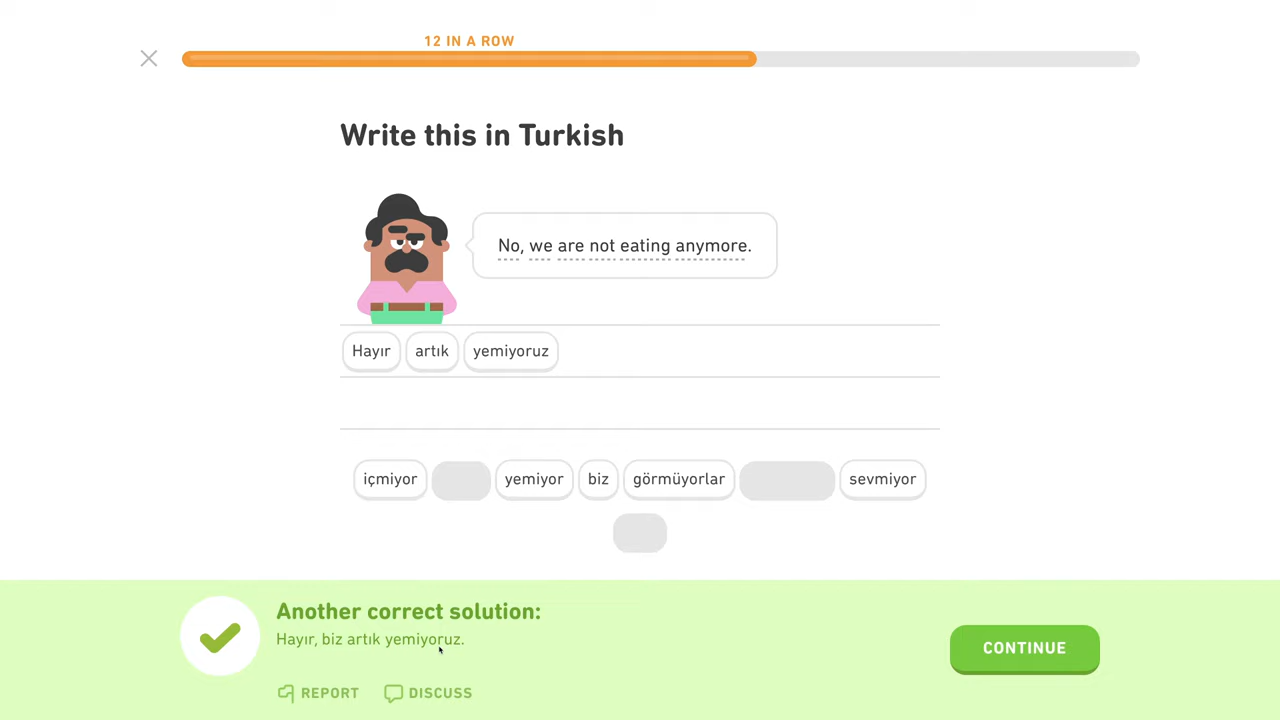 12 IN A ROW
Write this in Turkish
No, we are not eating anymore.
Hayır artık yemiyoruz
içmiyor yemiyor biz görmüyorlar sevmiyor
Another correct solution:
Hayır, biz artık yemiyoruz.
CONTINUE
REPORT DISCUSS